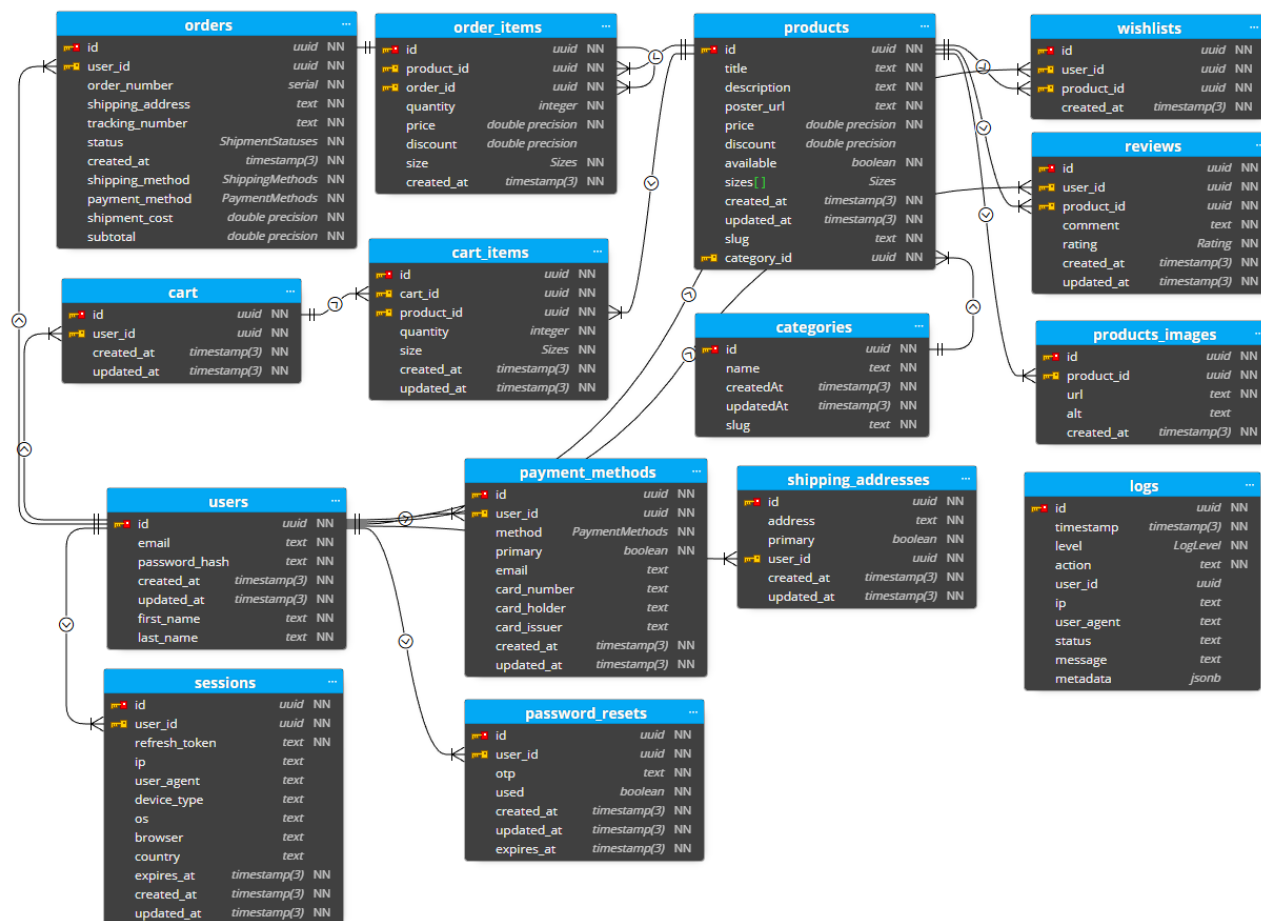 orders ...
id uuid NN
user_id uuid NN
order_number serial NN
shipping_address text NN
tracking_number text NN
status ShipmentStatuses NN
created_at timestamp(3) NN
shipping_method ShippingMethods NN
payment_method PaymentMethods NN
shipment_cost double precision NN
subtotal double precision NN
order_items ...
id uuid NN
product_id uuid NN
order_id uuid NN
quantity integer NN
price double precision NN
discount double precision
size Sizes NN
created_at timestamp(3) NN
products ...
id uuid NN
title text NN
description text NN
poster_url text NN
price double precision NN
discount double precision
available boolean NN
sizes[] Sizes
created_at timestamp(3) NN
updated_at timestamp(3) NN
slug text NN
category_id uuid NN
wishlists ...
id uuid NN
user_id uuid NN
product_id uuid NN
created_at timestamp(3) NN
reviews ...
id uuid NN
user_id uuid NN
product_id uuid NN
comment text NN
rating Rating NN
created_at timestamp(3) NN
updated_at timestamp(3) NN
cart ...
id uuid NN
user_id uuid NN
created_at timestamp(3) NN
updated_at timestamp(3) NN
cart_items ...
id uuid NN
cart_id uuid NN
product_id uuid NN
quantity integer NN
size Sizes NN
created_at timestamp(3) NN
updated_at timestamp(3) NN
categories ...
id uuid NN
name text NN
createdAt timestamp(3) NN
updatedAt timestamp(3) NN
slug text NN
products_images ...
id uuid NN
product_id uuid NN
url text NN
alt text
created_at timestamp(3) NN
users ...
id uuid NN
email text NN
password_hash text NN
created_at timestamp(3) NN
updated_at timestamp(3) NN
first_name text NN
last_name text NN
payment_methods ...
id uuid NN
user_id uuid NN
method PaymentMethods NN
primary boolean NN
email text
card_number text
card_holder text
card_issuer text
created_at timestamp(3) NN
updated_at timestamp(3) NN
shipping_addresses ...
id uuid NN
address text NN
primary boolean NN
user_id uuid NN
created_at timestamp(3) NN
updated_at timestamp(3) NN
logs ...
id uuid NN
timestamp timestamp(3) NN
level LogLevel NN
action text NN
user_id uuid
ip text
user_agent text
status text
message text
metadata jsonb
sessions ...
id uuid NN
user_id uuid NN
refresh_token text NN
ip text
user_agent text
device_type text
os text
browser text
country text
expires_at timestamp(3) NN
created_at timestamp(3) NN
updated_at timestamp(3) NN
password_resets ...
id uuid NN
user_id uuid NN
otp text NN
used boolean NN
created_at timestamp(3) NN
updated_at timestamp(3) NN
expires_at timestamp(3) NN